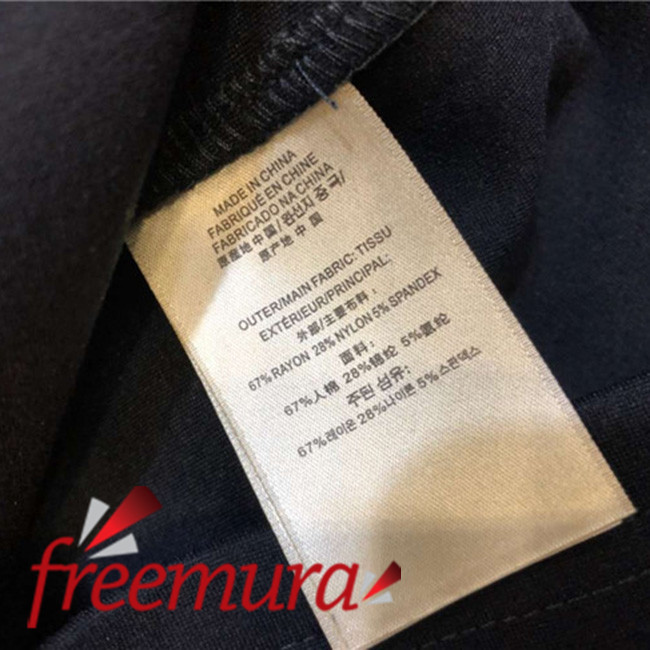 MADE IN CHINA
FABRIQUÉ EN CHINE
FABRICADO NA CHINA
原產地中国/원산지 중국/
原产地 中 国
OUTER/MAIN FABRIC: TISSU
EXTÉRIEUR/PRINCIPAL:
外部/主要布料：
67% RAYON 28% NYLON 5% SPANDEX
面料：
67%人棉 28%锦纶 5%氨纶
주된 섬유:
67%레이온 28%나이론 5%스판덱스
freemura